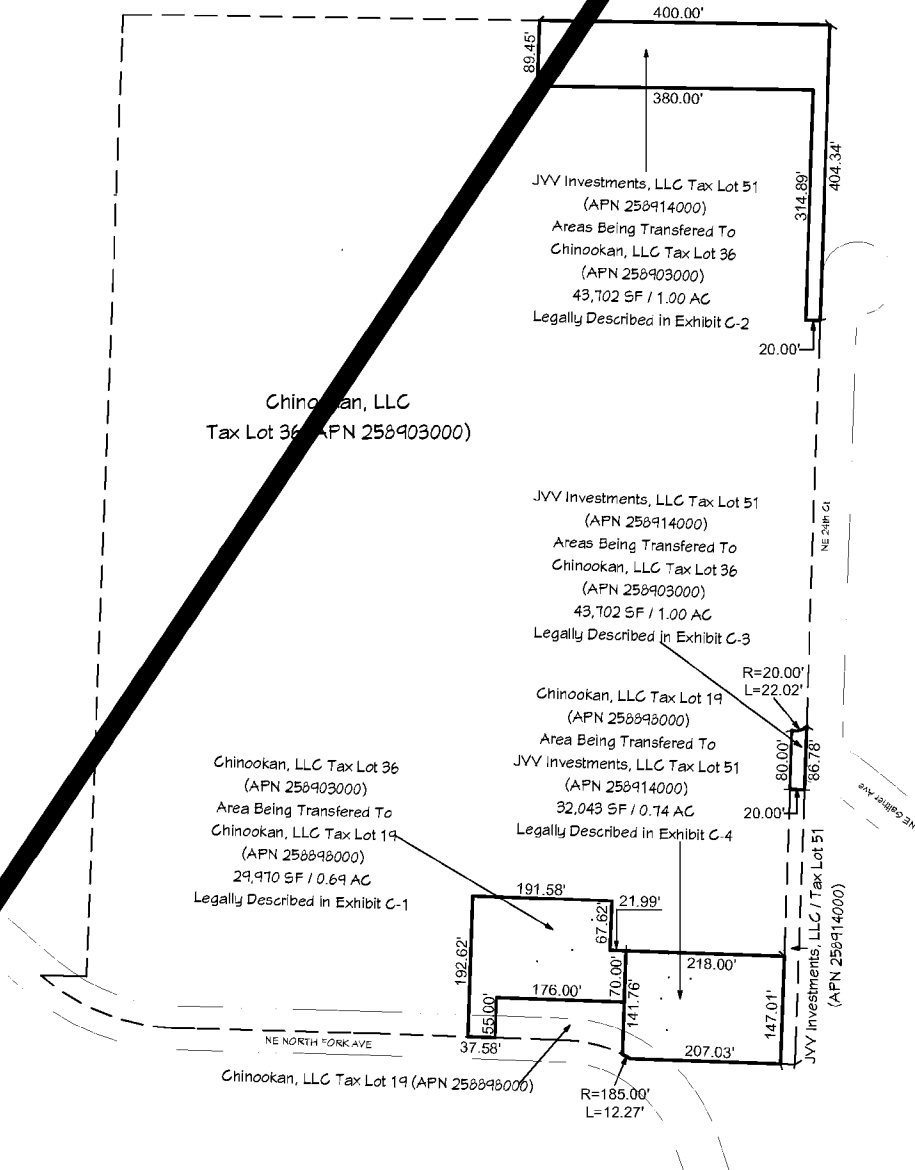 400.00'
89.45'
380.00'
314.89'
404.34'
JVV Investments, LLC Tax Lot 51
(APN 258914000)
Areas Being Transfered To
Chinookan, LLC Tax Lot 36
(APN 258903000)
43,702 SF / 1.00 AC
Legally Described in Exhibit C-2
20.00'
Chinookan, LLC
Tax Lot 36 (APN 258903000)
JVV Investments, LLC Tax Lot 51
(APN 258914000)
Areas Being Transfered To
Chinookan, LLC Tax Lot 36
(APN 258903000)
43,702 SF / 1.00 AC
Legally Described in Exhibit C-3
NE 24th Ct
R=20.00'
L=22.02'
80.00'
86.78'
20.00'
NE Gaither Ave
Chinookan, LLC Tax Lot 19
(APN 258898000)
Area Being Transfered To
JVV Investments, LLC Tax Lot 51
(APN 258914000)
32,043 SF / 0.74 AC
Legally Described in Exhibit C-4
Chinookan, LLC Tax Lot 36
(APN 258903000)
Area Being Transfered To
Chinookan, LLC Tax Lot 19
(APN 258898000)
29,970 SF / 0.69 AC
Legally Described in Exhibit C-1
JVV Investments, LLC / Tax Lot 51
(APN 258914000)
191.58'
67.62'
21.99'
192.62'
70.00'
218.00'
176.00'
55.00'
141.76'
147.01'
37.58'
207.03'
NE NORTH FORK AVE
Chinookan, LLC Tax Lot 19 (APN 258898000)
R=185.00'
L=12.27'